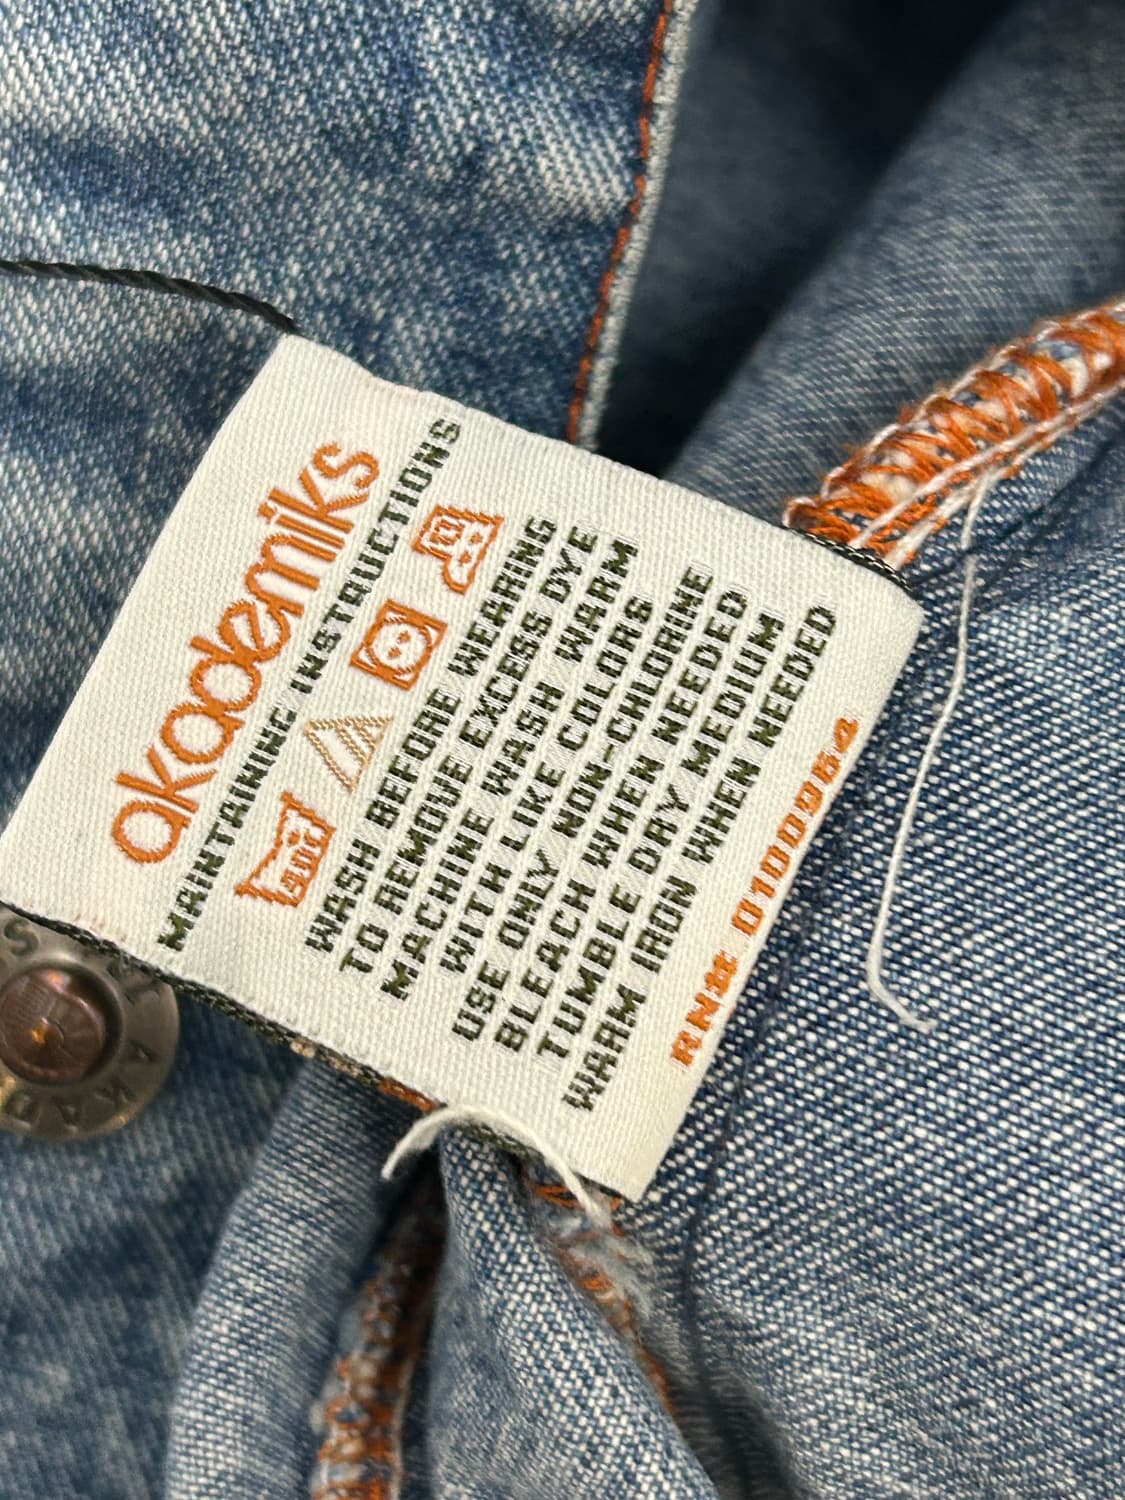 akademiks
MAINTAINING INSTRUCTIONS
WASH BEFORE WEARING
TO REMOVE EXCESS DYE
MACHINE WASH WARM
WITH LIKE COLORS
USE ONLY NON-CHLORINE
BLEACH WHEN NEEDED
TUMBLE DRY MEDIUM
WARM IRON WHEN NEEDED
RN#
AKAD